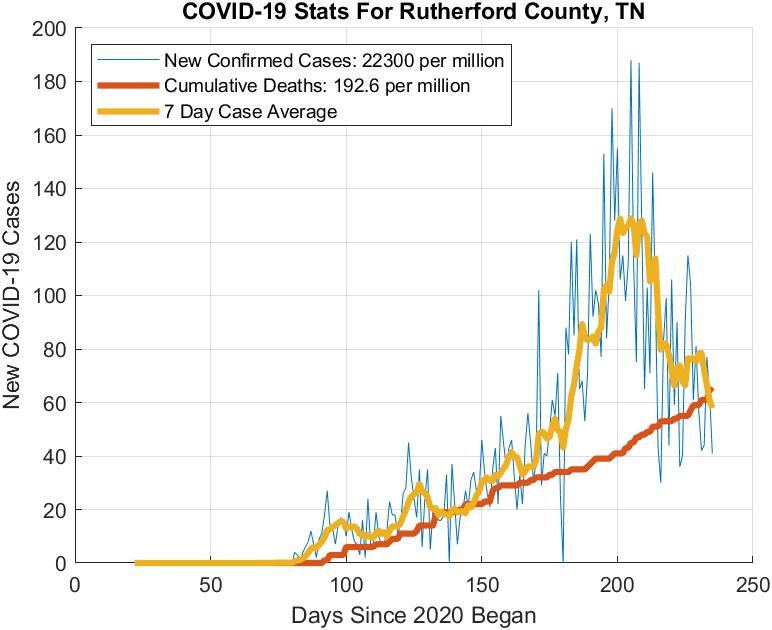 COVID-19 Stats For Rutherford County, TN
New Confirmed Cases: 22300 per million
Cumulative Deaths: 192.6 per million
7 Day Case Average
New COVID-19 Cases
200
180
160
140
120
100
80
60
40
20
0
0 50 100 150 200 250
Days Since 2020 Began